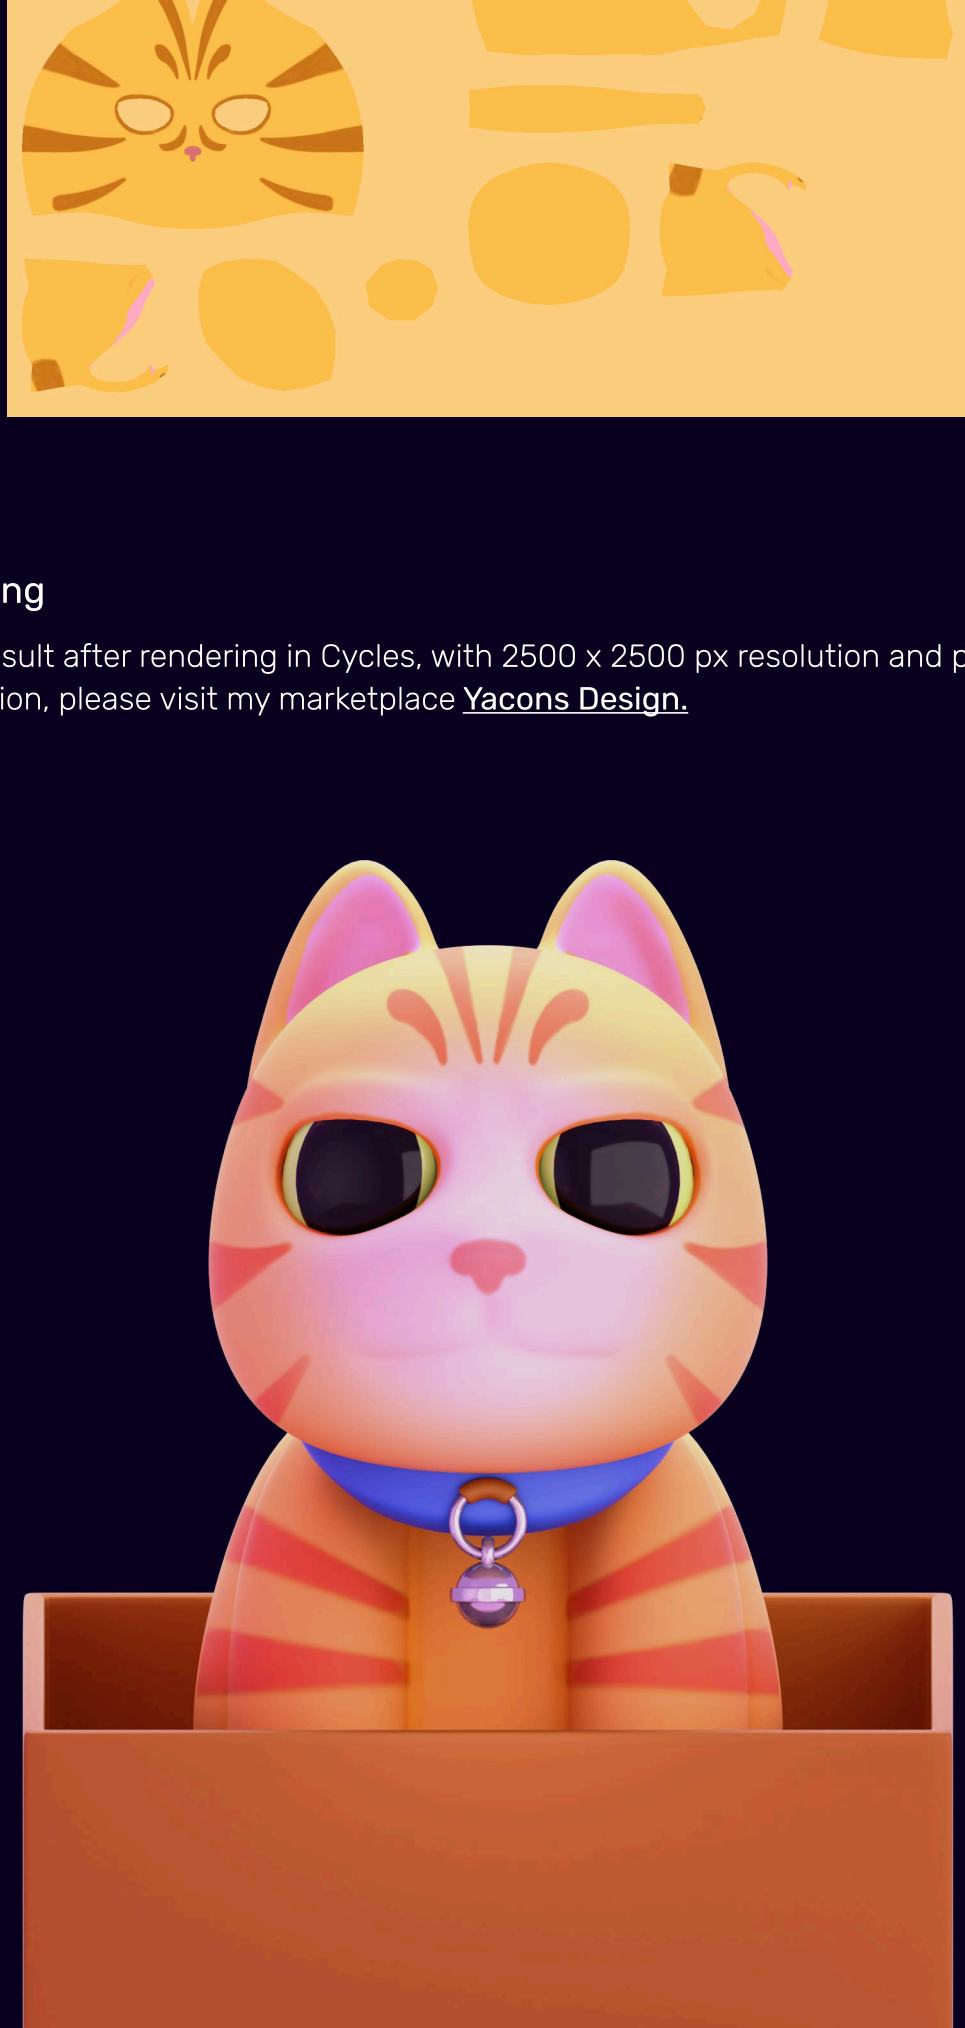 ng
sult after rendering in Cycles, with 2500 x 2500 px resolution and p
ion, please visit my marketplace Yacons Design.